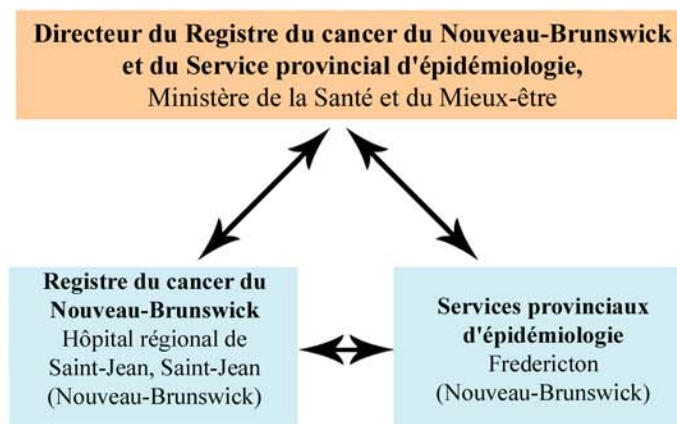 Directeur du Registre du cancer du Nouveau-Brunswick
et du Service provincial d'épidémiologie,
Ministère de la Santé et du Mieux-être
Registre du cancer du
Nouveau-Brunswick
Hôpital régional de
Saint-Jean, Saint-Jean
(Nouveau-Brunswick)
Services provinciaux
d'épidémiologie
Fredericton
(Nouveau-Brunswick)